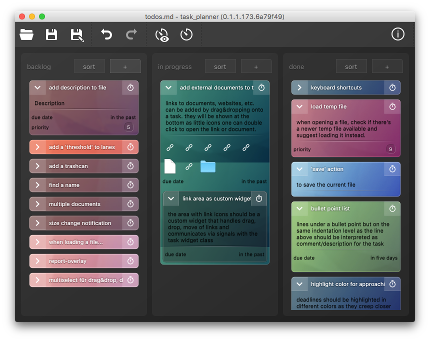 todos.md - task_planner (0.1.1.173.6a79f49)
backlog
sort
+
add description to file
Description
due date
in the past
priority
5
add a 'threshold' to lanes
add a trashcan
find a name
multiple documents
size change notification
when loading a file....
report-overlay
multiselect für drag&drop, d
in progress
sort
+
add external documents to t
links to documents, websites, etc.
can be added by drag&dropping onto
a task. they will be shown at the
bottom as little icons one can double
click to open the link or document.
due date
in the past
link area as custom widget
the area with link icons should be a
custom widget that handles drag,
drop, move of links and
communicates via signals with the
task widget class
due date
in the past
done
sort
+
keyboard shortcuts
load temp file
when opening a file, check if there's
a newer temp file available and
suggest loading it instead.
priority
'save' action
to save the current file
bullet point list
lines under a bullet point but on the
same indentation level as the line
above should be interpreted as
comment/description for the task
due date
in five days
highlight color for approachi
deadlines should be highlighted in
different colors as they creep closer